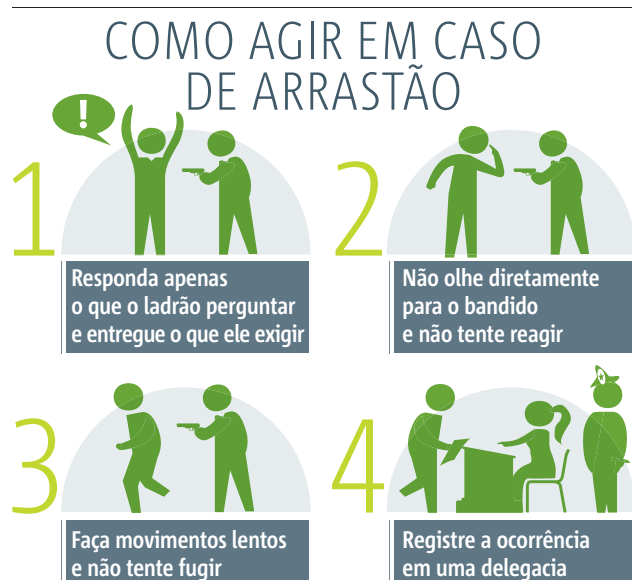 COMO AGIR EM CASO
DE ARRASTÃO
!
1
Responda apenas
o que o ladrão perguntar
e entregue o que ele exigir
2
Não olhe diretamente
para o bandido
e não tente reagir
3
Faça movimentos lentos
e não tente fugir
4
Registre a ocorrência
em uma delegacia